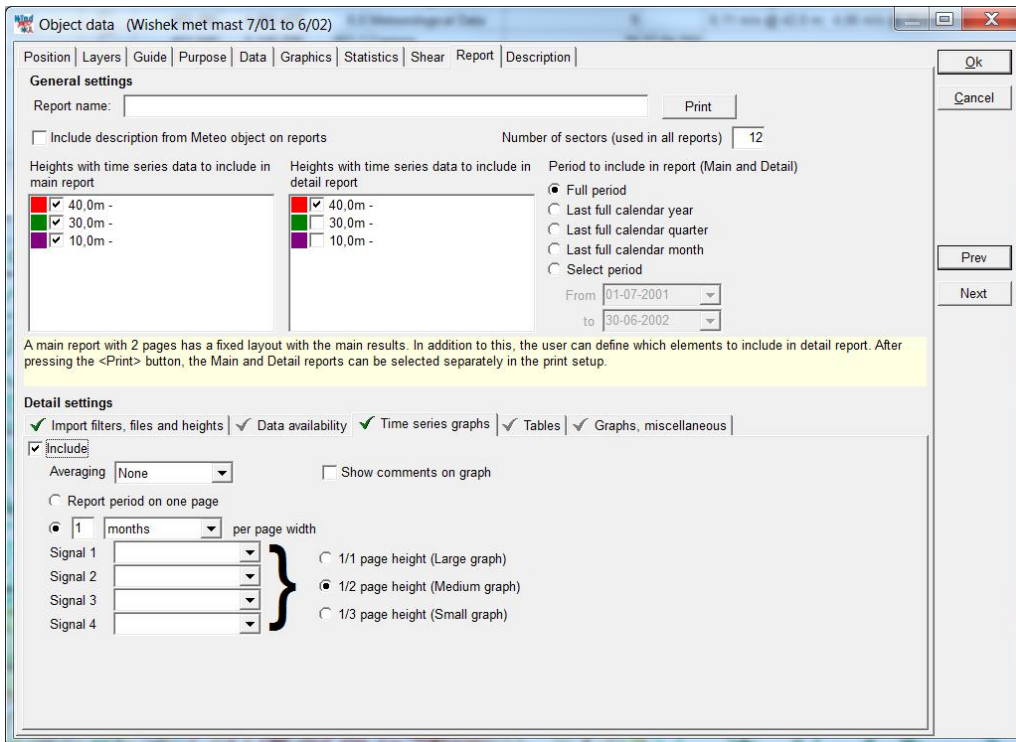 Object data (Wishek met mast 7/01 to 6/02)
Position Layers Guide Purpose Data Graphics Statistics Shear Report Description
Ok
Cancel
General settings
Report name: Print
Include description from Meteo object on reports Number of sectors (used in all reports) 12
Heights with time series data to include in main report
40,0m -
30,0m -
10,0m -
Heights with time series data to include in detail report
40,0m -
30,0m -
10,0m -
Period to include in report (Main and Detail)
Full period
Last full calendar year
Last full calendar quarter
Last full calendar month
Select period
From 01-07-2001
to 30-06-2002
Prev
Next
A main report with 2 pages has a fixed layout with the main results. In addition to this, the user can define which elements to include in detail report. After
pressing the <Print> button, the Main and Detail reports can be selected separately in the print setup.
Detail settings
Import filters, files and heights Data availability Time series graphs Tables Graphs, miscellaneous
Include
Averaging None Show comments on graph
Report period on one page
1 months per page width
Signal 1
Signal 2
Signal 3
Signal 4
1/1 page height (Large graph)
1/2 page height (Medium graph)
1/3 page height (Small graph)